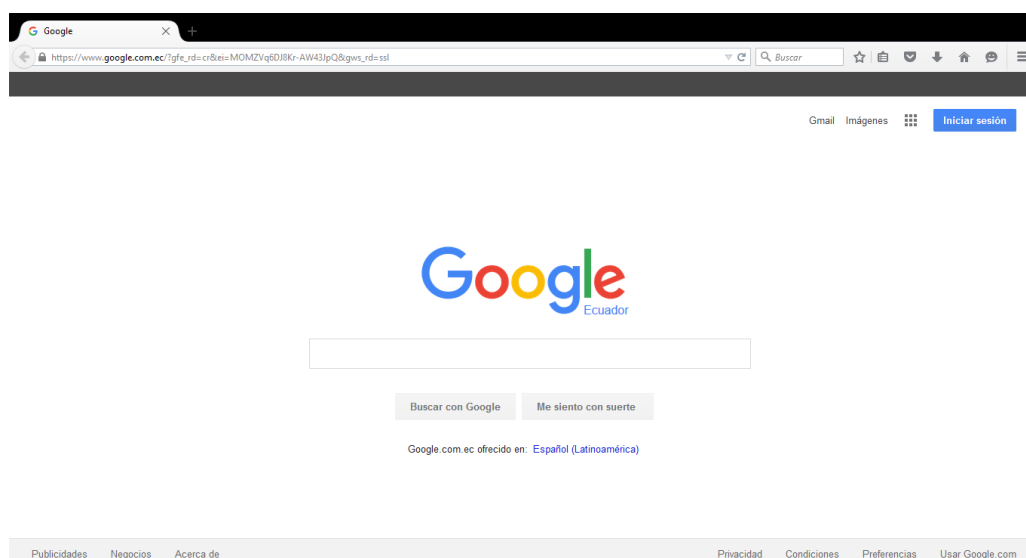 Google
https://www.google.com.ec/?gfe_rd=cr&ei=MOMZVq6DJ8Kr-AW43JpQ&gws_rd=ssl
Buscar
Gmail Imágenes Iniciar sesión
Google
Ecuador
Buscar con Google Me siento con suerte
Google.com.ec ofrecido en: Español (Latinoamérica)
Publicidades Negocios Acerca de Privacidad Condiciones Preferencias Usar Google.com